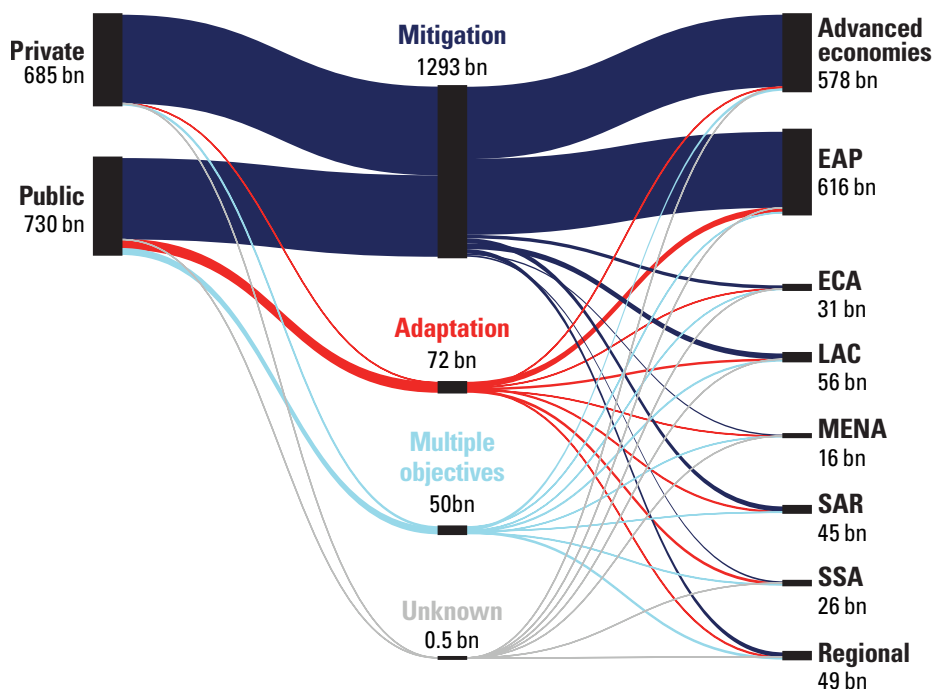 Private
685 bn
Public
730 bn
Mitigation
1293 bn
Adaptation
72 bn
Multiple
objectives
50bn
Unknown
0.5 bn
Advanced
economies
578 bn
EAP
616 bn
ECA
31 bn
LAC
56 bn
MENA
16 bn
SAR
45 bn
SSA
26 bn
Regional
49 bn